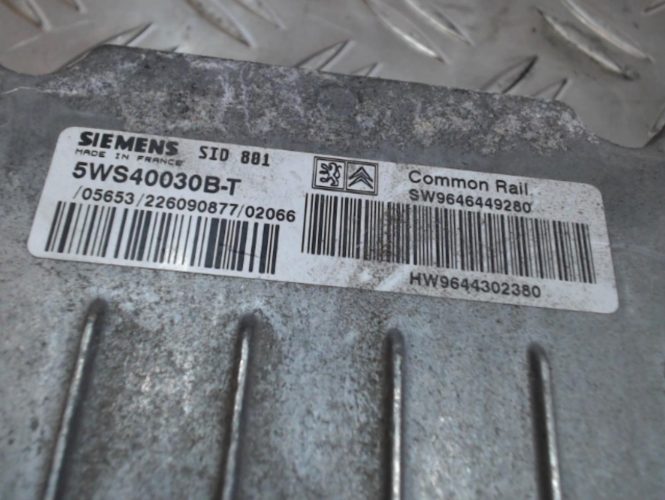 SIEMENS SID 801
MADE IN FRANCE
5WS40030B-T
/05653/226090877/02066
Common Rail
SW9646449280
HW9644302380